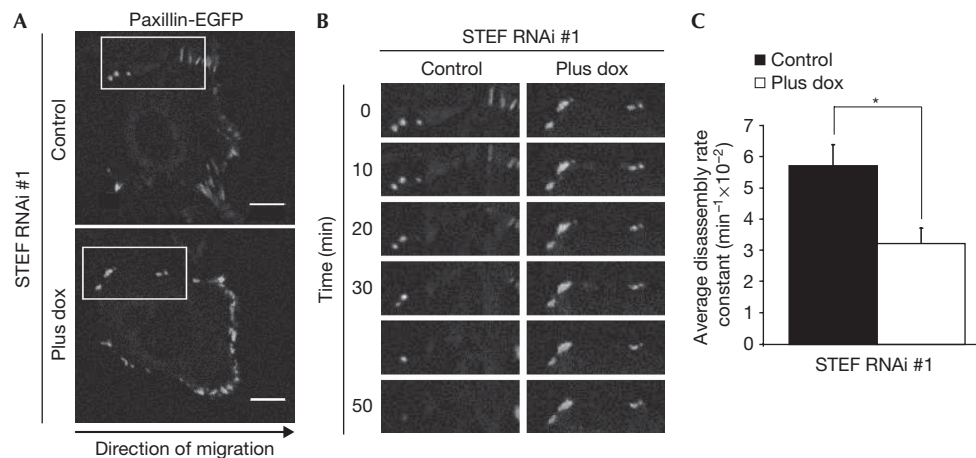 A
Paxillin-EGFP
STEF RNAi #1
Control
Plus dox
Direction of migration
B
STEF RNAi #1
Control
Plus dox
Time (min)
0
10
20
30
50
C
Control
Plus dox
*
Average disassembly rate
constant (min⁻¹×10⁻²)
7
6
5
4
3
2
1
0
STEF RNAi #1